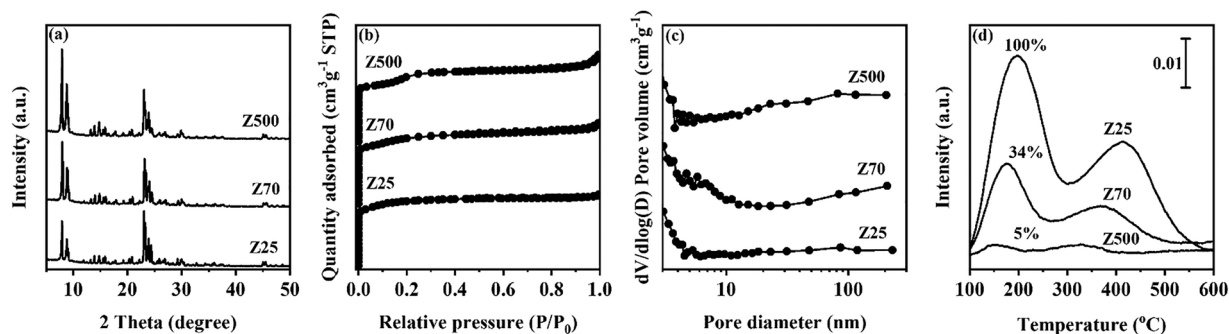 (a)
Z500
Z70
Z25
Intensity (a.u.)
10 20 30 40 50
2 Theta (degree)
(b)
Z500
Z70
Z25
Quantity adsorbed (cm³g⁻¹ STP)
0.0 0.2 0.4 0.6 0.8 1.0
Relative pressure (P/P₀)
(c)
Z500
Z70
Z25
dV/dlog(D) Pore volume (cm³g⁻¹)
10 100
Pore diameter (nm)
(d)
100%
0.01
34%
Z25
Z70
5%
Z500
Intensity (a.u.)
100 200 300 400 500 600
Temperature (°C)